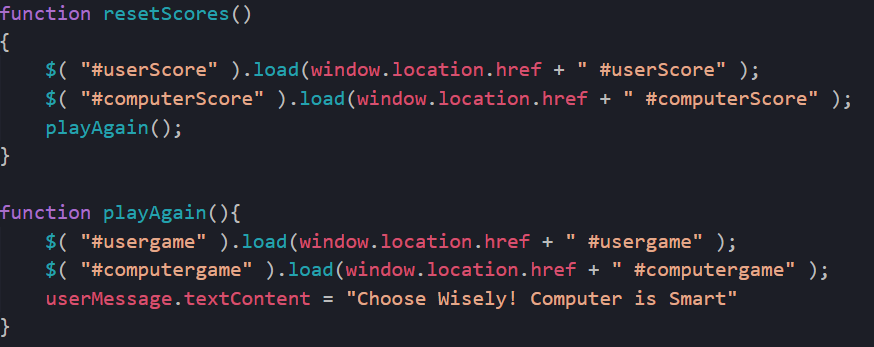 function resetScores()
{
    $( "#userScore" ).load(window.location.href + " #userScore" );
    $( "#computerScore" ).load(window.location.href + " #computerScore" );
    playAgain();
}

function playAgain(){
    $( "#usergame" ).load(window.location.href + " #usergame" );
    $( "#computergame" ).load(window.location.href + " #computergame" );
    userMessage.textContent = "Choose Wisely! Computer is Smart"
}